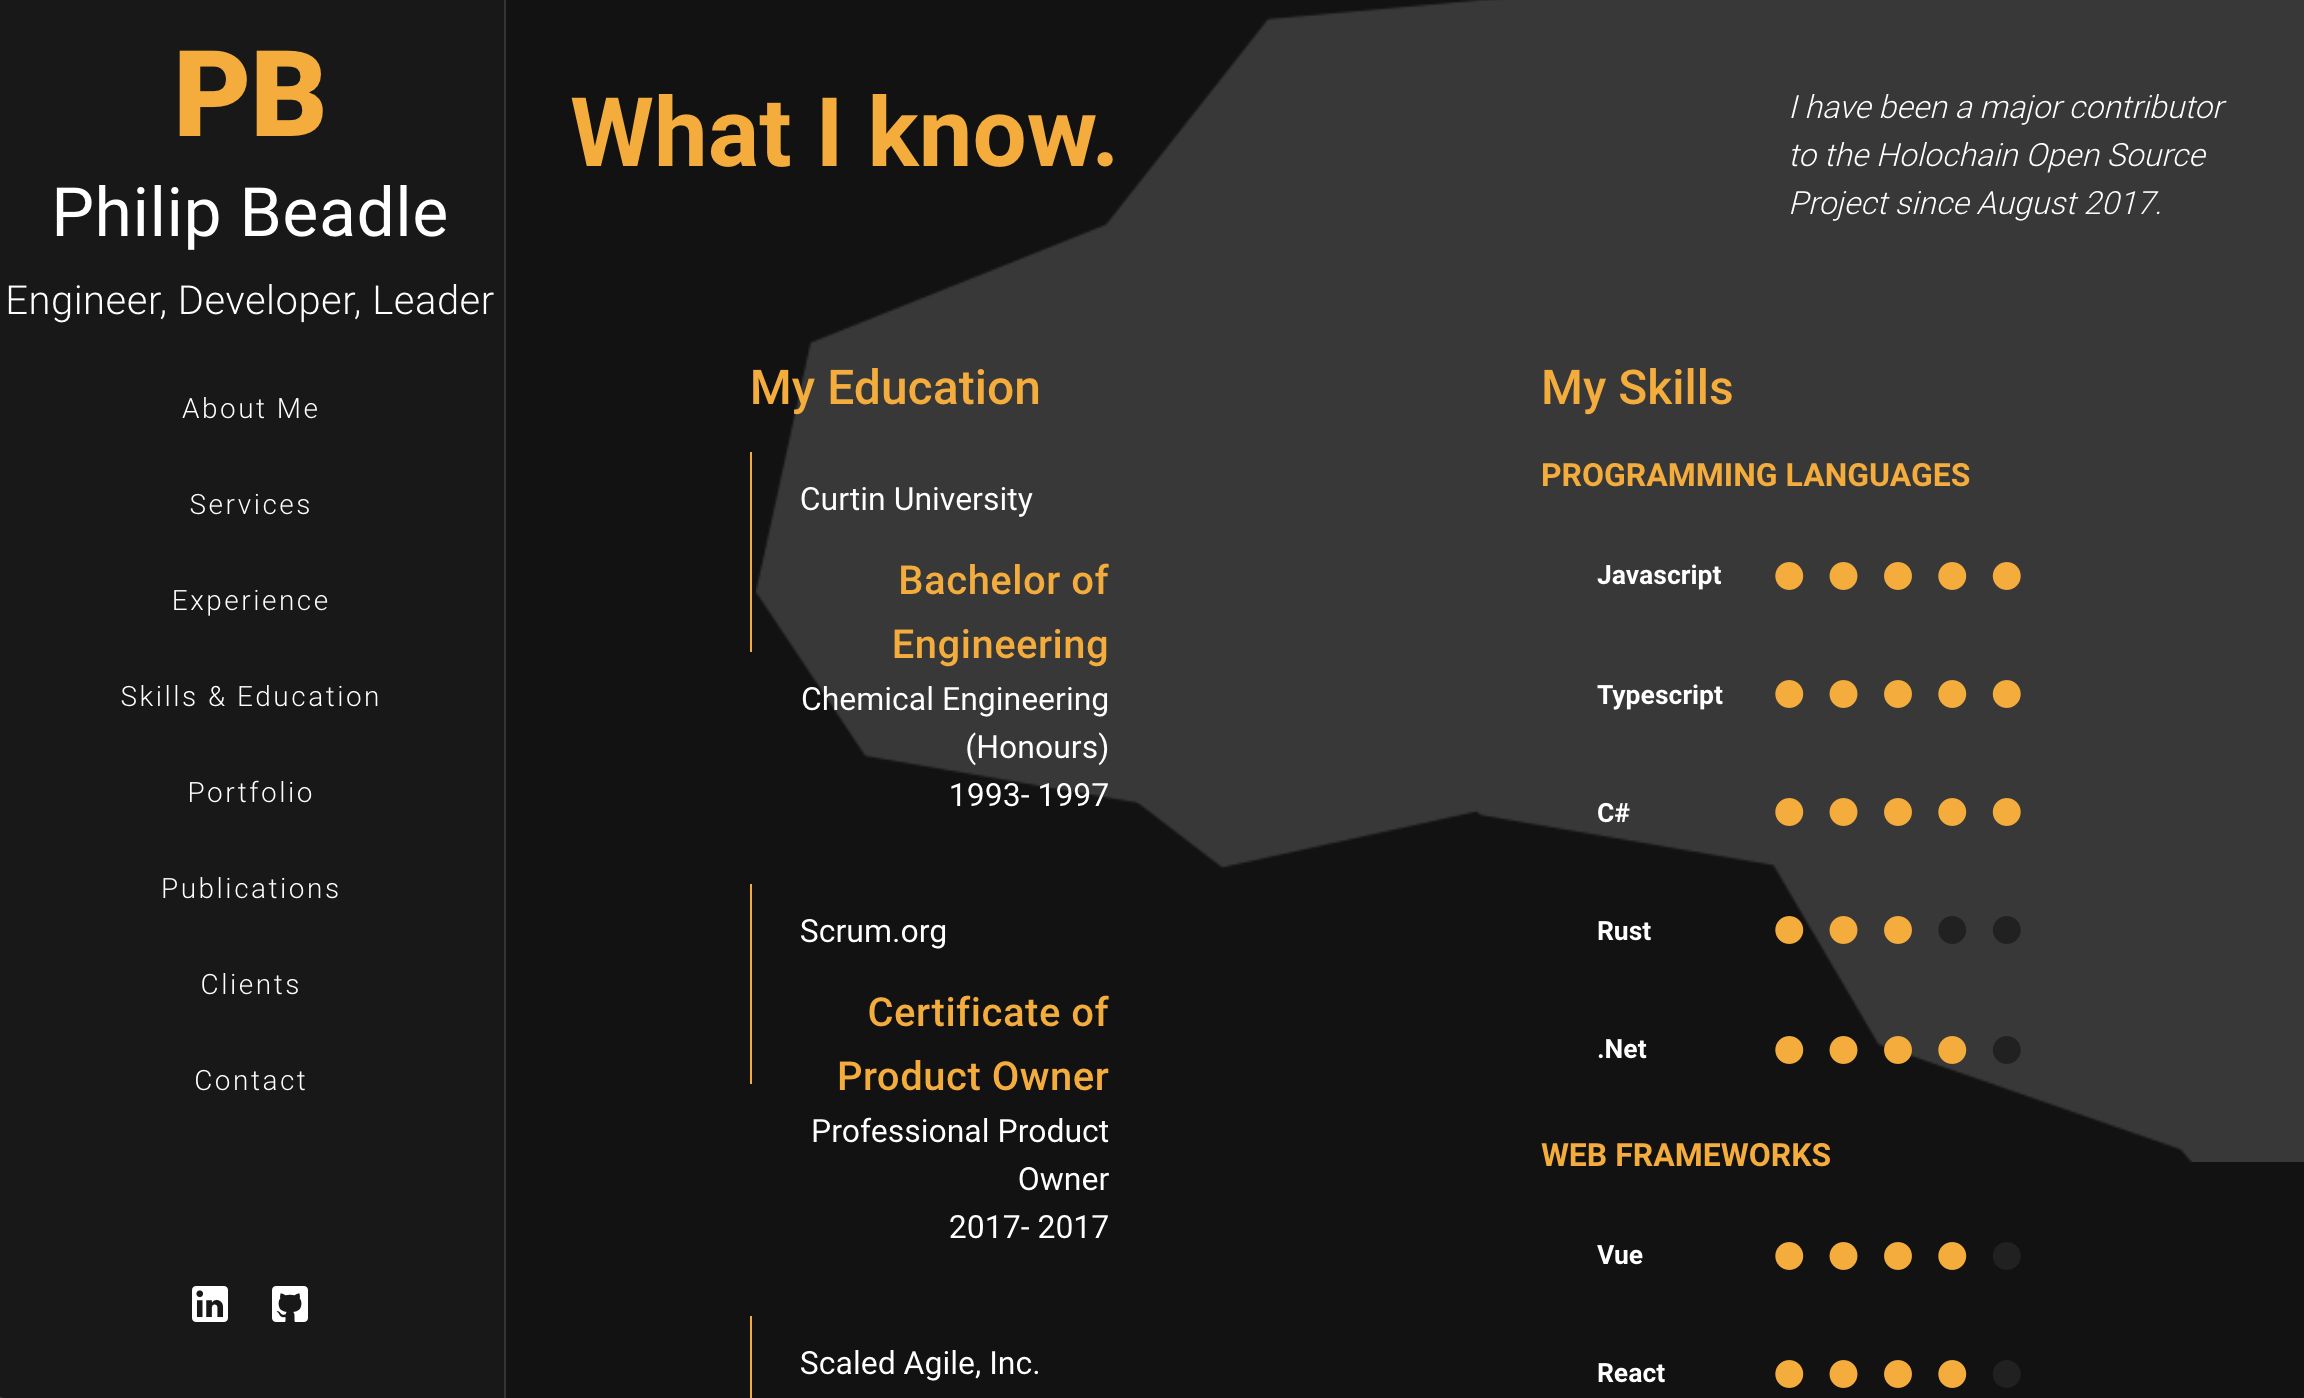 PB
Philip Beadle
Engineer, Developer, Leader
About Me
Services
Experience
Skills & Education
Portfolio
Publications
Clients
Contact
What I know.
I have been a major contributor
to the Holochain Open Source
Project since August 2017.
My Education
Curtin University
Bachelor of
Engineering
Chemical Engineering
(Honours)
1993- 1997
Scrum.org
Certificate of
Product Owner
Professional Product
Owner
2017- 2017
Scaled Agile, Inc.
My Skills
PROGRAMMING LANGUAGES
Javascript
Typescript
C#
Rust
.Net
WEB FRAMEWORKS
Vue
React